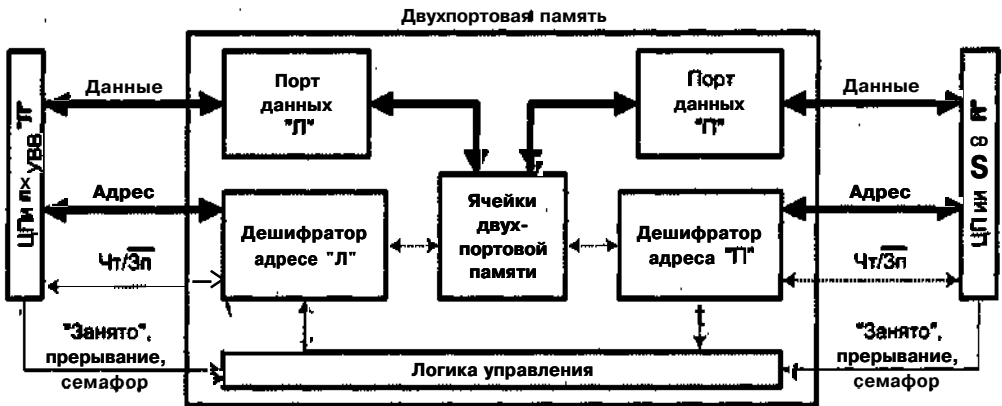 Двухпортовая память
Данные
Порт
данных
"Л"
Порт
данных
"П"
Данные
Адрес
Дешифратор
адресе "Л"
Ячейки
двух-
портовой
памяти
Дешифратор
адреса "П"
Адрес
Чт/Зп
Чт/Зп
"Занято",
прерывание,
семафор
Логика управления
"Занято",
прерывание,
семафор